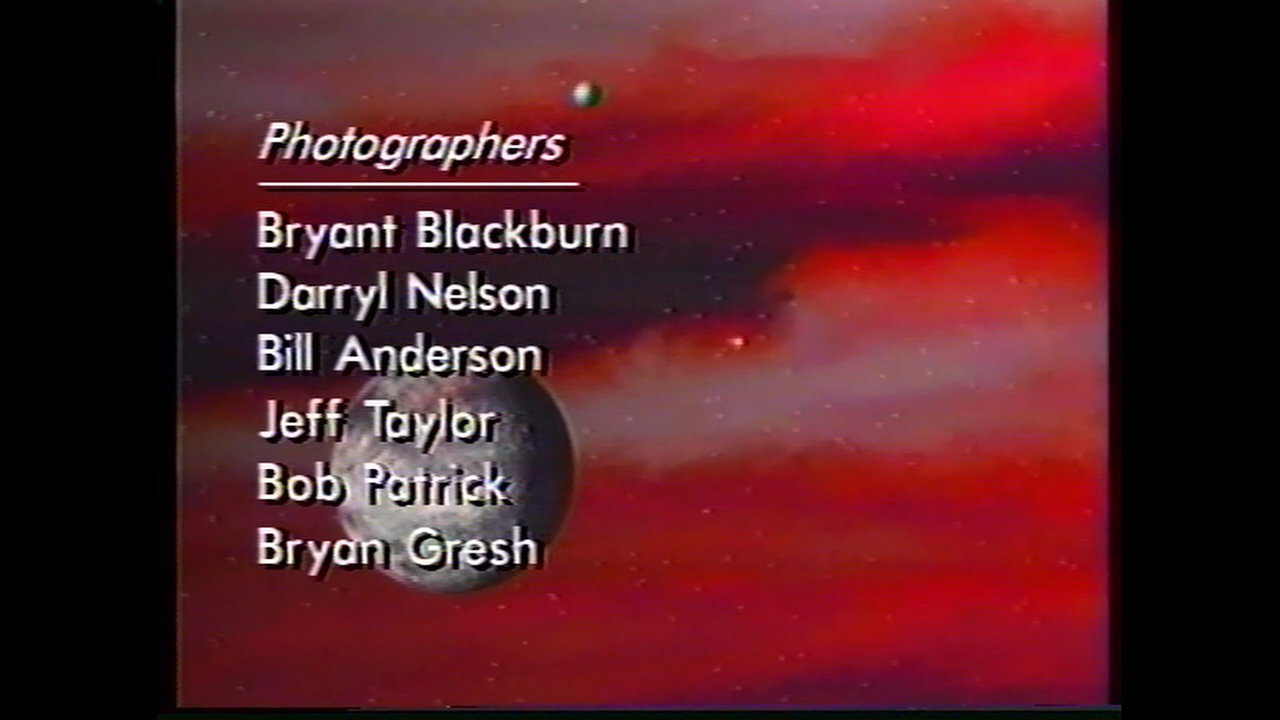 Photographers
Bryant Blackburn
Darryl Nelson
Bill Anderson
Jeff Taylor
Bob Patrick
Bryan Gresh